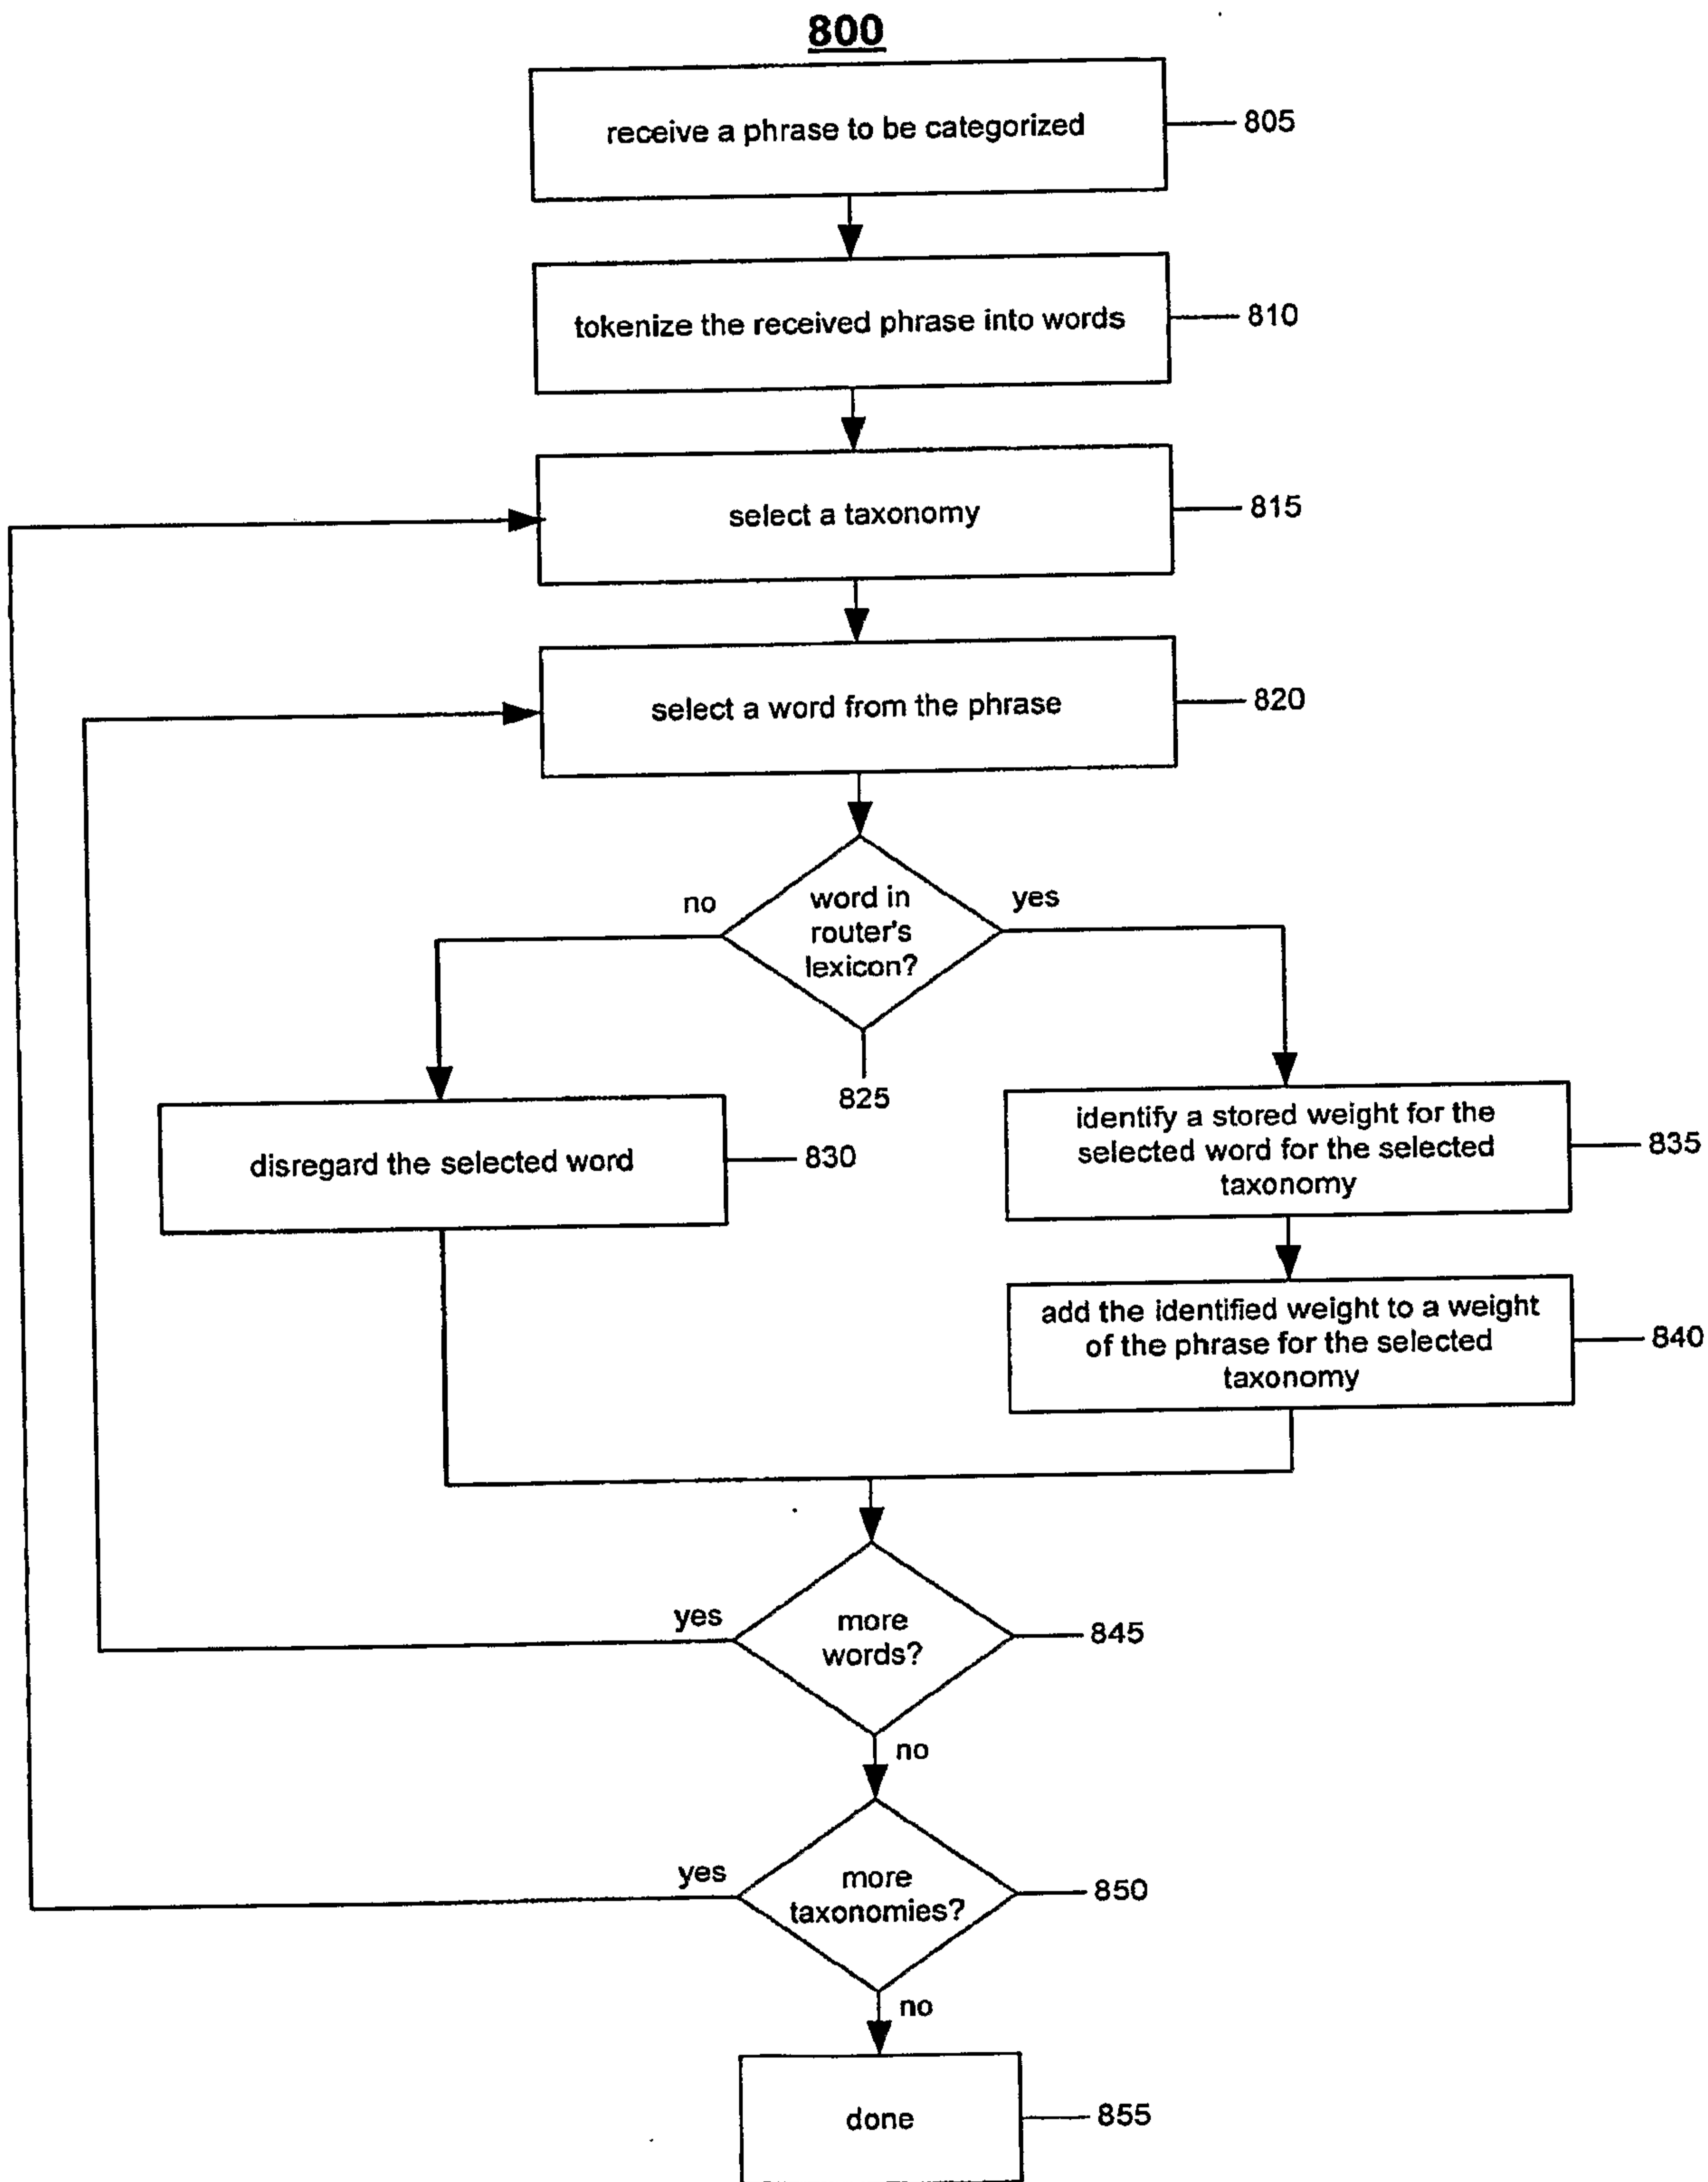 800
receive a phrase to be categorized
805
tokenize the received phrase into words
810
select a taxonomy
815
select a word from the phrase
820
no
word in
router's
lexicon?
yes
825
disregard the selected word
830
identify a stored weight for the
selected word for the selected
taxonomy
835
add the identified weight to a weight
of the phrase for the selected
taxonomy
840
yes
more
words?
845
no
yes
more
taxonomies?
850
no
done
855